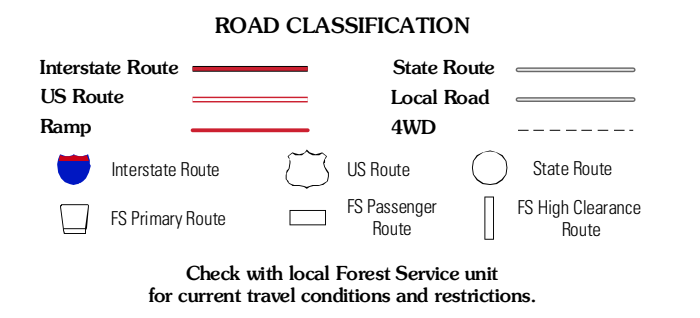 ROAD CLASSIFICATION
Interstate Route
State Route
US Route
Local Road
Ramp
4WD
Interstate Route
US Route
State Route
FS Primary Route
FS Passenger
Route
FS High Clearance
Route
Check with local Forest Service unit
for current travel conditions and restrictions.